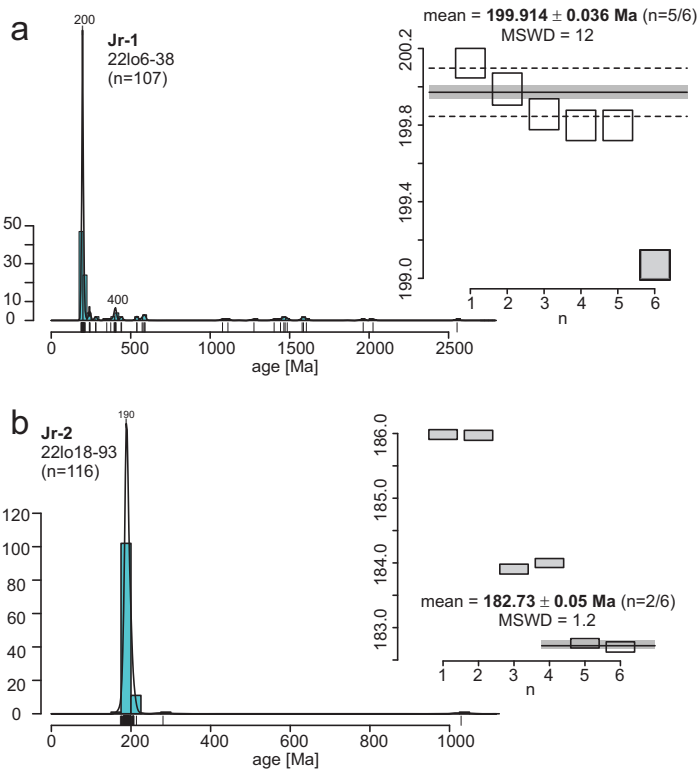 a
Jr-1
22lo6-38
(n=107)
200
400
50
30
10
0
0 500 1000 1500 2000 2500
age [Ma]
mean = 199.914 ± 0.036 Ma (n=5/6)
MSWD = 12
200.2
199.8
199.4
199.0
1 2 3 4 5 6
n
b
Jr-2
22lo18-93
(n=116)
190
120
100
80
60
40
20
0
0 200 400 600 800 1000
age [Ma]
186.0
185.0
184.0
183.0
mean = 182.73 ± 0.05 Ma (n=2/6)
MSWD = 1.2
1 2 3 4 5 6
n